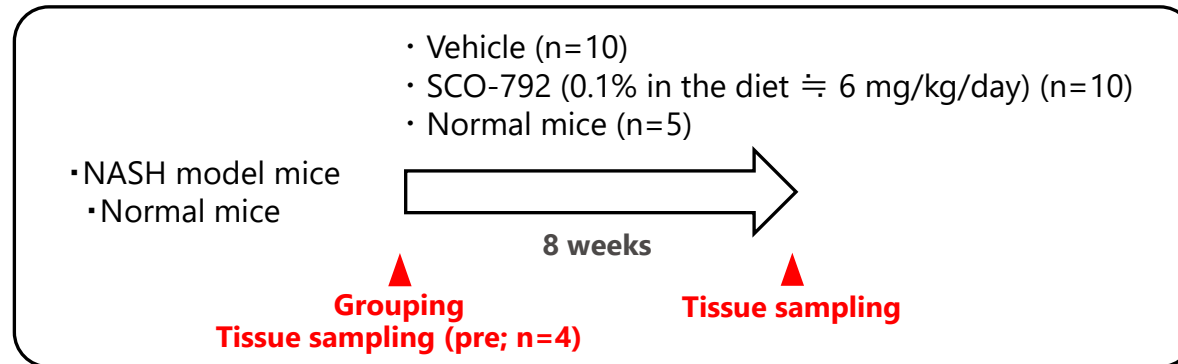 ・Vehicle (n=10)
・SCO-792 (0.1% in the diet ≒ 6 mg/kg/day) (n=10)
・Normal mice (n=5)
・NASH model mice
・Normal mice
8 weeks
Grouping
Tissue sampling (pre; n=4)
Tissue sampling